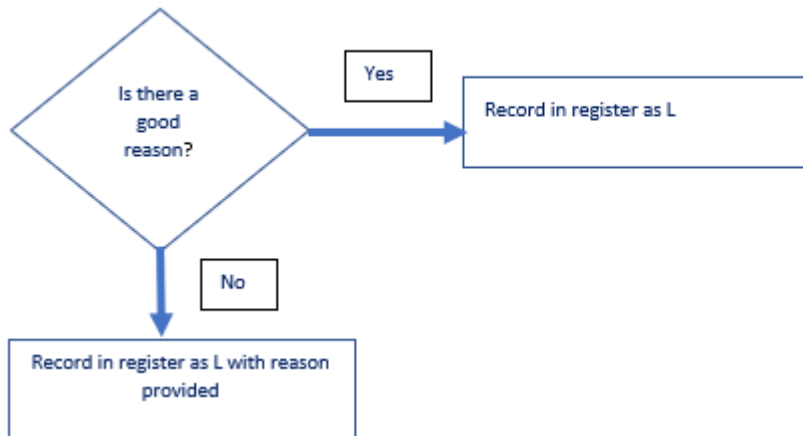 Is there a
good
reason?
Yes
Record in register as L
No
Record in register as L with reason
provided